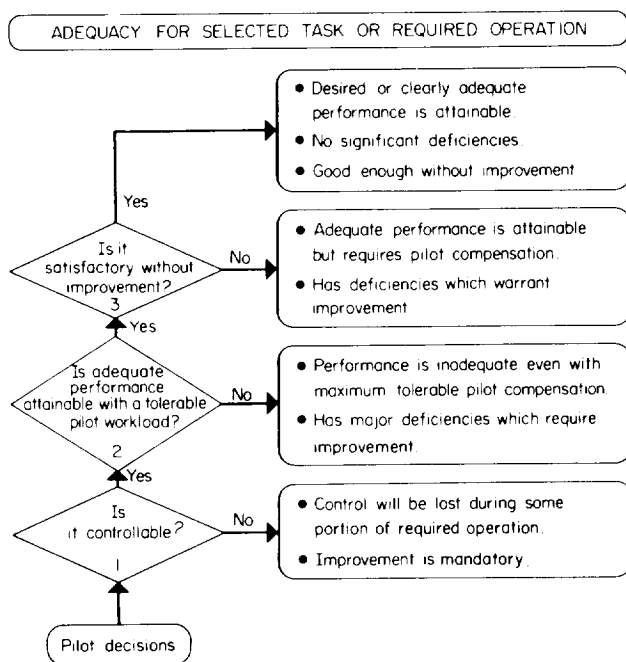 ADEQUACY FOR SELECTED TASK OR REQUIRED OPERATION
• Desired or clearly adequate
performance is attainable.
• No significant deficiencies.
• Good enough without improvement
Yes
Is it
satisfactory without
improvement?
3
No
• Adequate performance is attainable
but requires pilot compensation.
• Has deficiencies which warrant
improvement
Yes
Is adequate
performance
attainable with a tolerable
pilot workload?
2
No
• Performance is inadequate even with
maximum tolerable pilot compensation.
• Has major deficiencies which require
improvement.
Yes
Is
it controllable?
1
No
• Control will be lost during some
portion of required operation.
• Improvement is mandatory.
Pilot decisions